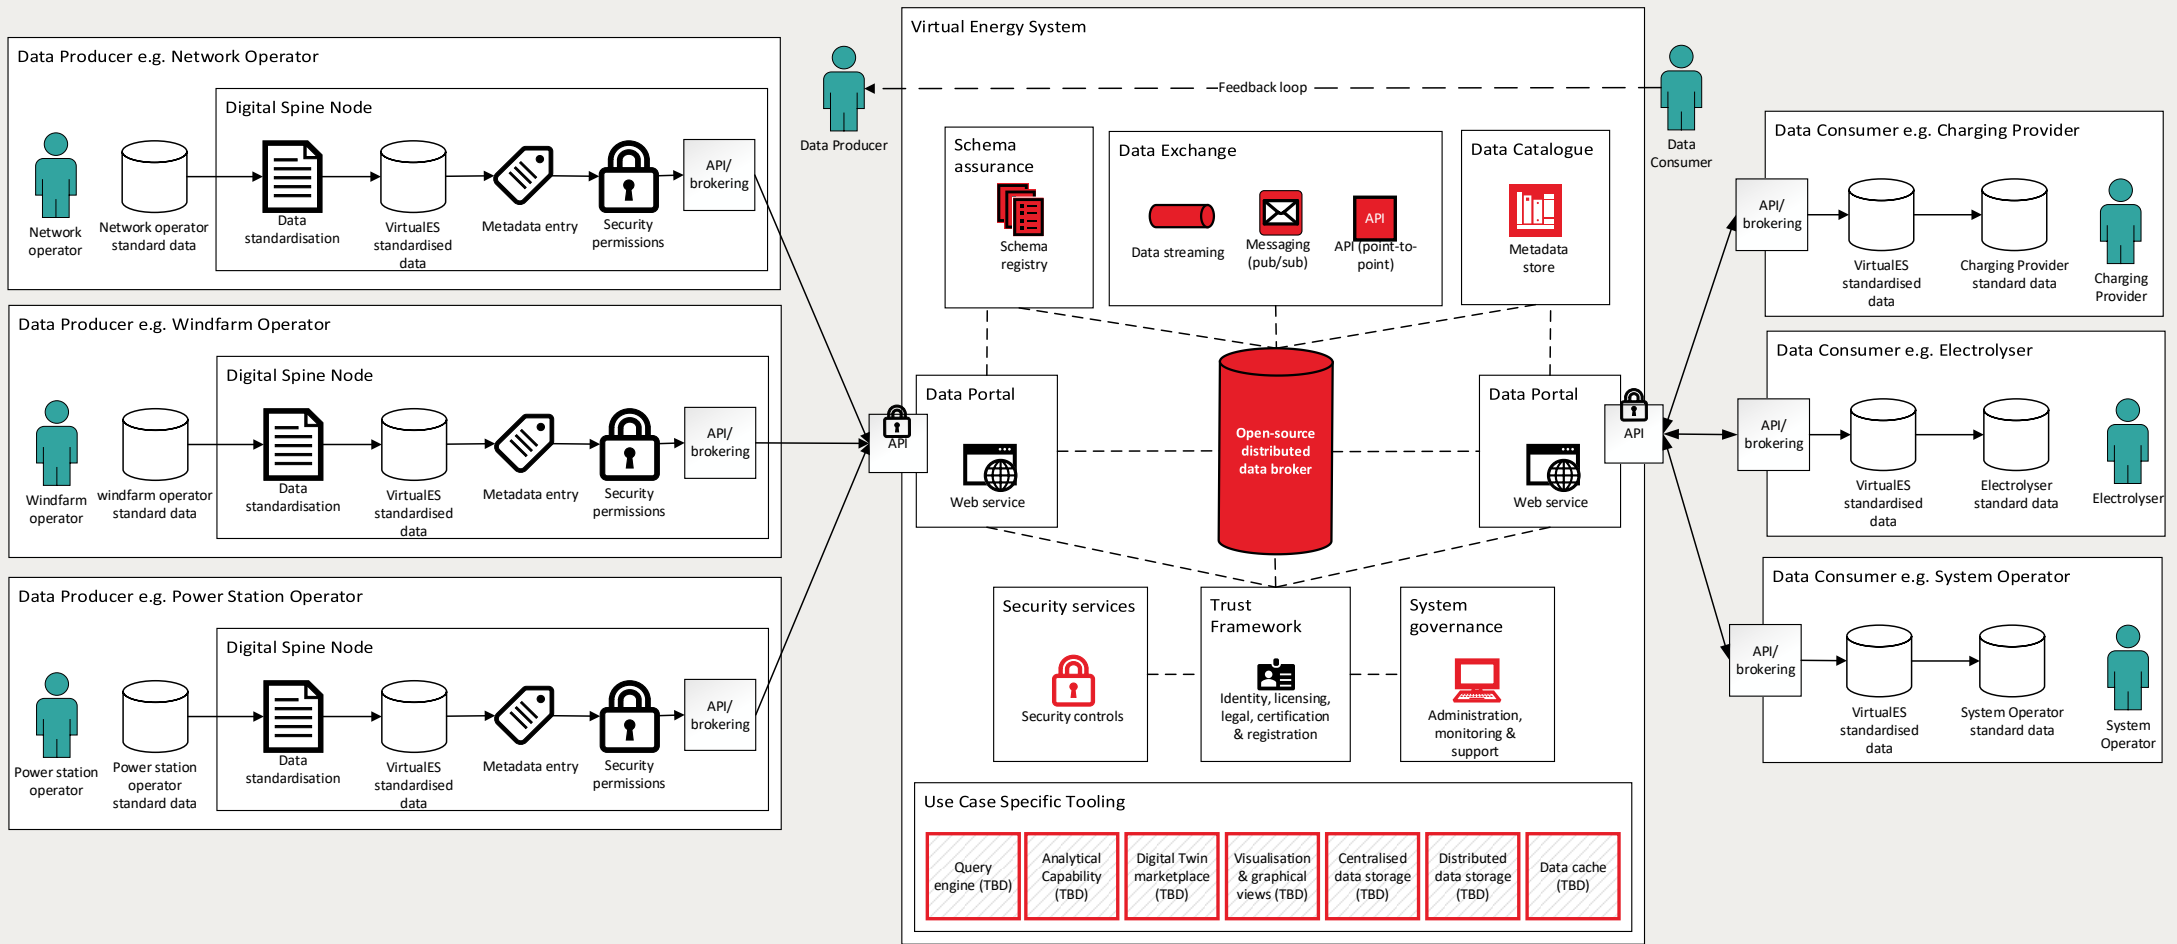 Data Producer e.g. Network Operator
Digital Spine Node
Network
operator
Network operator
standard data
Data
standardisation
VirtualES
standardised
data
Metadata entry
Security
permissions
API/
brokering
Data Producer e.g. Windfarm Operator
Digital Spine Node
Windfarm
operator
windfarm operator
standard data
Data
standardisation
VirtualES
standardised
data
Metadata entry
Security
permissions
API/
brokering
Data Producer e.g. Power Station Operator
Digital Spine Node
Power station
operator
Power station
operator
standard data
Data
standardisation
VirtualES
standardised
data
Metadata entry
Security
permissions
API/
brokering
Data Producer
Virtual Energy System
Feedback loop
Data
Consumer
Schema
assurance
Schema
registry
Data Exchange
Data streaming
Messaging
(pub/sub)
API
API (point-to-
point)
Data Catalogue
Metadata
store
API
Data Portal
Web service
Open-source
distributed
data broker
Data Portal
Web service
API
Security services
Security controls
Trust
Framework
Identity, licensing,
legal, certification
& registration
System
governance
Administration,
monitoring &
support
Use Case Specific Tooling
Query
engine (TBD)
Analytical
Capability
(TBD)
Digital Twin
marketplace
(TBD)
Visualisation
& graphical
views (TBD)
Centralised
data storage
(TBD)
Distributed
data storage
(TBD)
Data cache
(TBD)
Data Consumer e.g. Charging Provider
API/
brokering
VirtualES
standardised
data
Charging Provider
standard data
Charging
Provider
Data Consumer e.g. Electrolyser
API/
brokering
VirtualES
standardised
data
Electrolyser
standard data
Electrolyser
Data Consumer e.g. System Operator
API/
brokering
VirtualES
standardised
data
System Operator
standard data
System
Operator